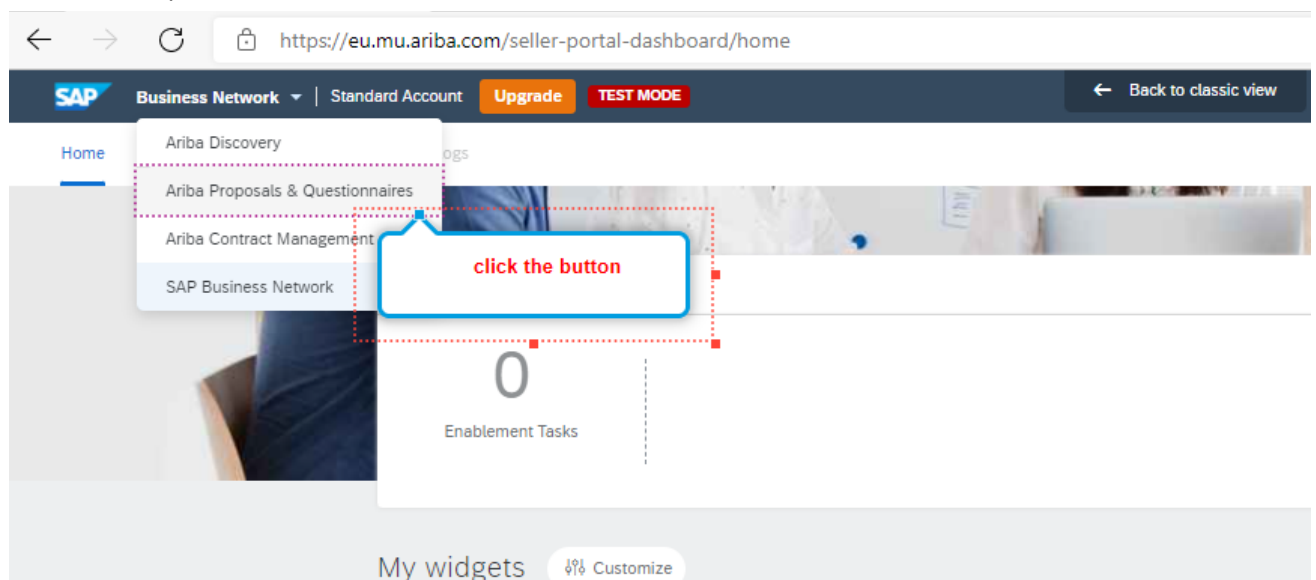 https://eu.mu.ariba.com/seller-portal-dashboard/home
SAP Business Network | Standard Account Upgrade TEST MODE ← Back to classic view
Home ogs
Ariba Discovery
Ariba Proposals & Questionnaires
Ariba Contract Management
SAP Business Network
click the button
0
Enablement Tasks
My widgets Customize